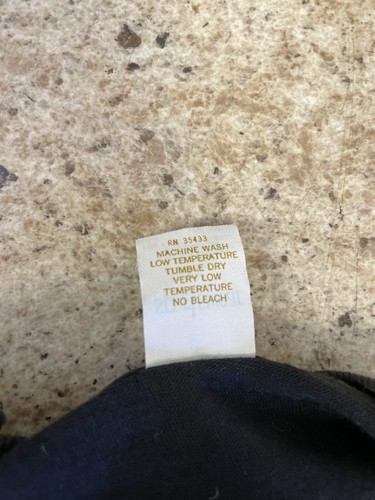 RN 35433
MACHINE WASH
LOW TEMPERATURE
TUMBLE DRY
VERY LOW
TEMPERATURE
NO BLEACH